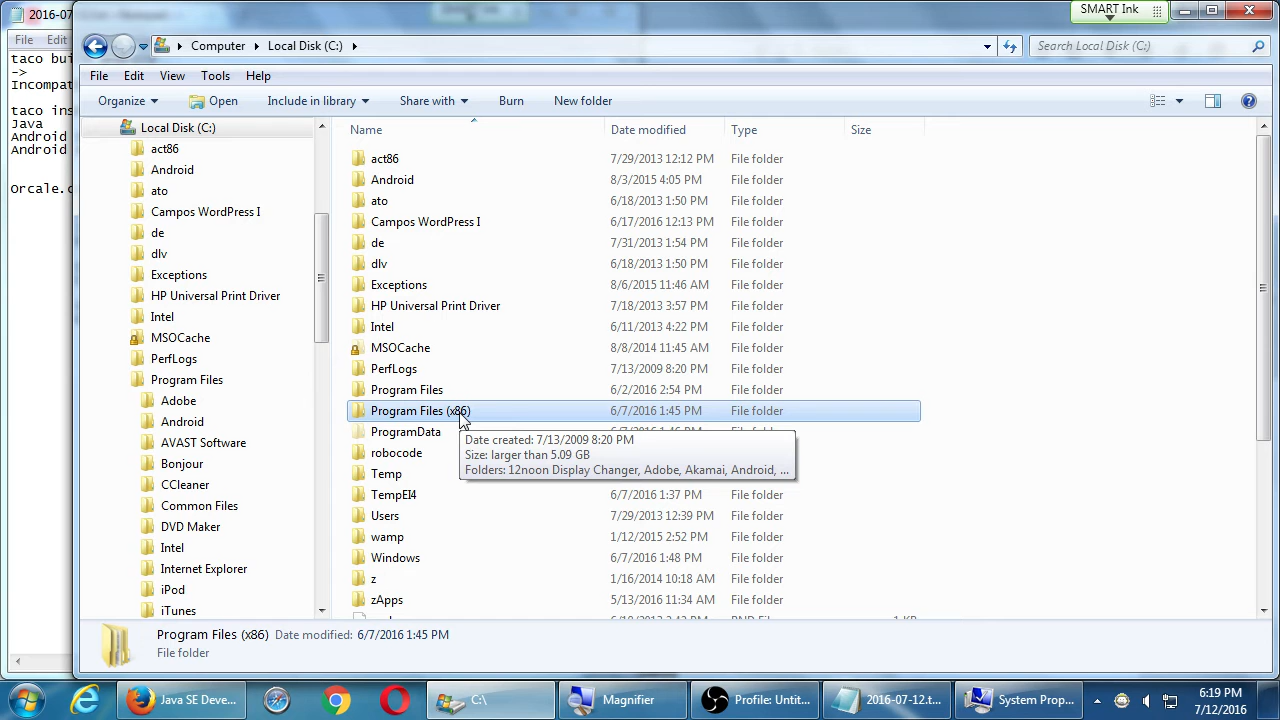 2016-07
SMART Ink
File Edit
Computer Local Disk (C:)
Search Local Disk (C:)
File Edit View Tools Help
Organize Open Include in library Share with Burn New folder
taco bui
->
Incompat
taco ins
Java
Android
Android
Orcale.c
Local Disk (C:)
act86
Android
ato
Campos WordPress I
de
dlv
Exceptions
HP Universal Print Driver
Intel
MSOCache
PerfLogs
Program Files
Adobe
Android
AVAST Software
Bonjour
CCleaner
Common Files
DVD Maker
Intel
Internet Explorer
iPod
iTunes
Name Date modified Type Size
act86 7/29/2013 12:12 PM File folder
Android 8/3/2015 4:05 PM File folder
ato 6/18/2013 1:50 PM File folder
Campos WordPress I 6/17/2016 12:13 PM File folder
de 7/31/2013 1:54 PM File folder
dlv 6/18/2013 1:50 PM File folder
Exceptions 8/6/2015 11:46 AM File folder
HP Universal Print Driver 7/18/2013 3:57 PM File folder
Intel 6/11/2013 4:22 PM File folder
MSOCache 8/8/2014 11:45 AM File folder
PerfLogs 7/13/2009 8:20 PM File folder
Program Files 6/2/2016 2:54 PM File folder
Program Files (x86) 6/7/2016 1:45 PM File folder
ProgramData 6/7/2016 1:46 PM File folder
Date created: 7/13/2009 8:20 PM
Size: larger than 5.09 GB
Folders: 12noon Display Changer, Adobe, Akamai, Android, ...
robocode
Temp
TempEI4 6/7/2016 1:37 PM File folder
Users 7/29/2013 12:39 PM File folder
wamp 1/12/2015 2:52 PM File folder
Windows 6/7/2016 1:48 PM File folder
z 1/16/2014 10:18 AM File folder
zApps 5/13/2016 11:34 AM File folder
Program Files (x86) Date modified: 6/7/2016 1:45 PM
File folder
Java SE Deve...
C:\
Magnifier
Profile: Untit...
2016-07-12.t...
System Prop...
6:19 PM
7/12/2016